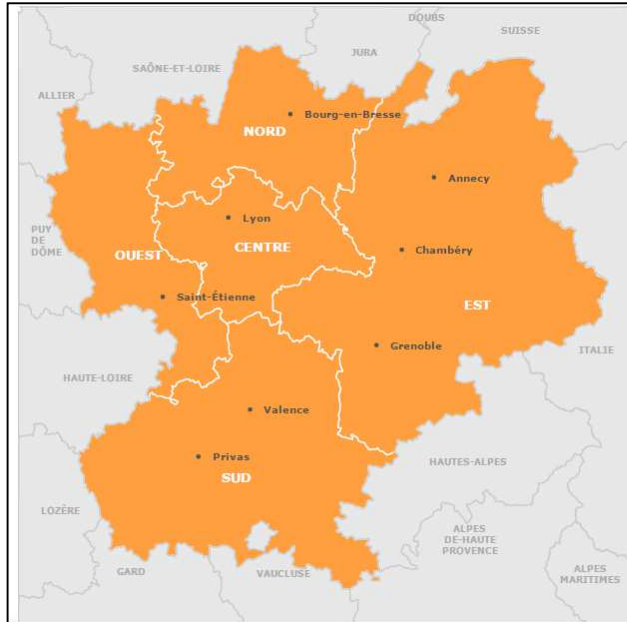 DOUBS
SUISSE
JURA
SAÔNE-ET-LOIRE
ALLIER
Bourg-en-Bresse
NORD
Annecy
Lyon
PUY
DE
DÔME
OUEST
CENTRE
Chambéry
Saint-Étienne
EST
Grenoble
ITALIE
HAUTE-LOIRE
Valence
Privas
HAUTES-ALPES
SUD
LOZÈRE
ALPES
DE-HAUTE
PROVENCE
GARD
VAUCLUSE
ALPES
MARITIMES